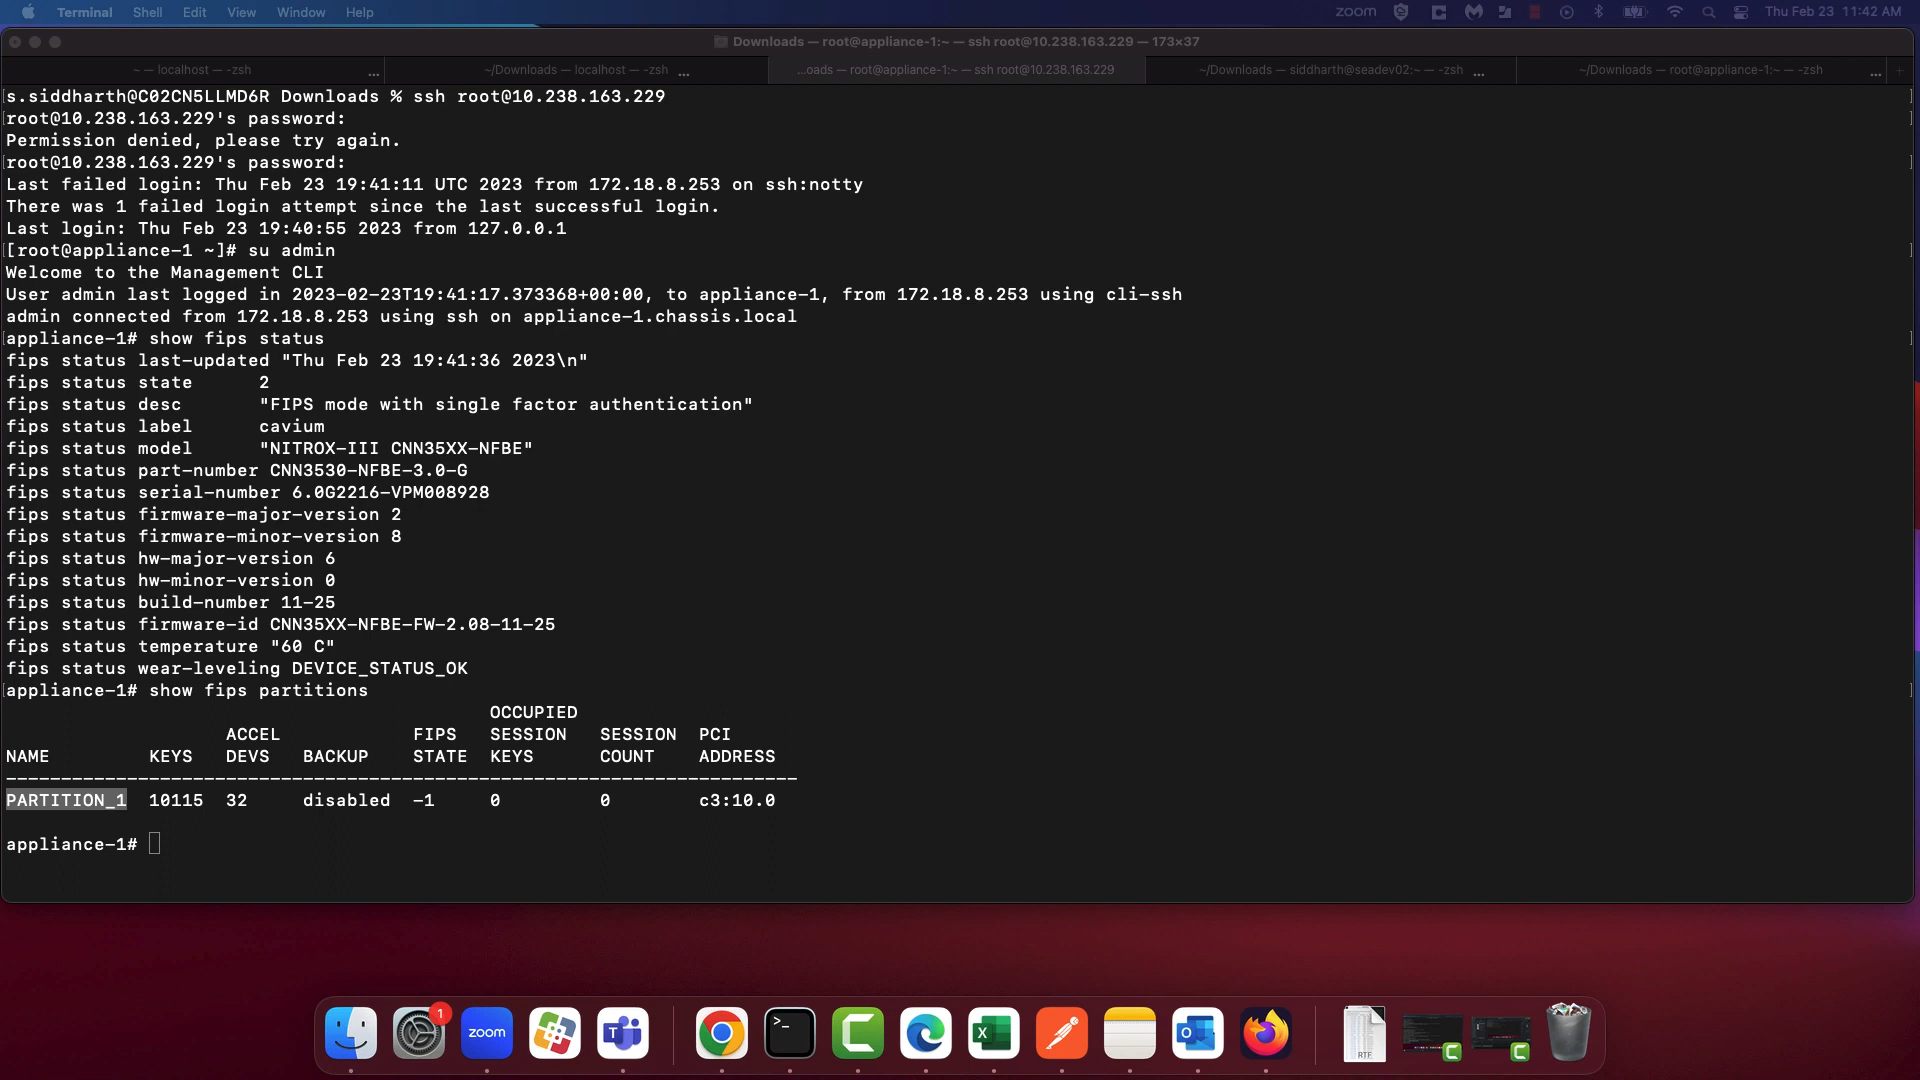 Terminal Shell Edit View Window Help zoom Thu Feb 23 11:42 AM
Downloads — root@appliance-1:~ — ssh root@10.238.163.229 — 173×37
~ — localhost — -zsh ... ~/Downloads — localhost — -zsh ... ...oads — root@appliance-1:~ — ssh root@10.238.163.229 ~/Downloads — siddharth@seadev02:~ — -zsh ... ~/Downloads — root@appliance-1:~ — -zsh ... +
[s.siddharth@C02CN5LLMD6R Downloads % ssh root@10.238.163.229 ]
[root@10.238.163.229's password: ]
Permission denied, please try again.
[root@10.238.163.229's password: ]
Last failed login: Thu Feb 23 19:41:11 UTC 2023 from 172.18.8.253 on ssh:notty
There was 1 failed login attempt since the last successful login.
Last login: Thu Feb 23 19:40:55 2023 from 127.0.0.1
[[root@appliance-1 ~]# su admin ]
Welcome to the Management CLI
User admin last logged in 2023-02-23T19:41:17.373368+00:00, to appliance-1, from 172.18.8.253 using cli-ssh
admin connected from 172.18.8.253 using ssh on appliance-1.chassis.local
[appliance-1# show fips status ]
fips status last-updated "Thu Feb 23 19:41:36 2023\n"
fips status state 2
fips status desc "FIPS mode with single factor authentication"
fips status label cavium
fips status model "NITROX-III CNN35XX-NFBE"
fips status part-number CNN3530-NFBE-3.0-G
fips status serial-number 6.0G2216-VPM008928
fips status firmware-major-version 2
fips status firmware-minor-version 8
fips status hw-major-version 6
fips status hw-minor-version 0
fips status build-number 11-25
fips status firmware-id CNN35XX-NFBE-FW-2.08-11-25
fips status temperature "60 C"
fips status wear-leveling DEVICE_STATUS_OK
[appliance-1# show fips partitions ]
OCCUPIED
ACCEL FIPS SESSION SESSION PCI
NAME KEYS DEVS BACKUP STATE KEYS COUNT ADDRESS
------------------------------------------------------------------------
PARTITION_1 10115 32 disabled -1 0 0 c3:10.0
appliance-1#
1
zoom
T
>_
C
X
O
RTF
C
C